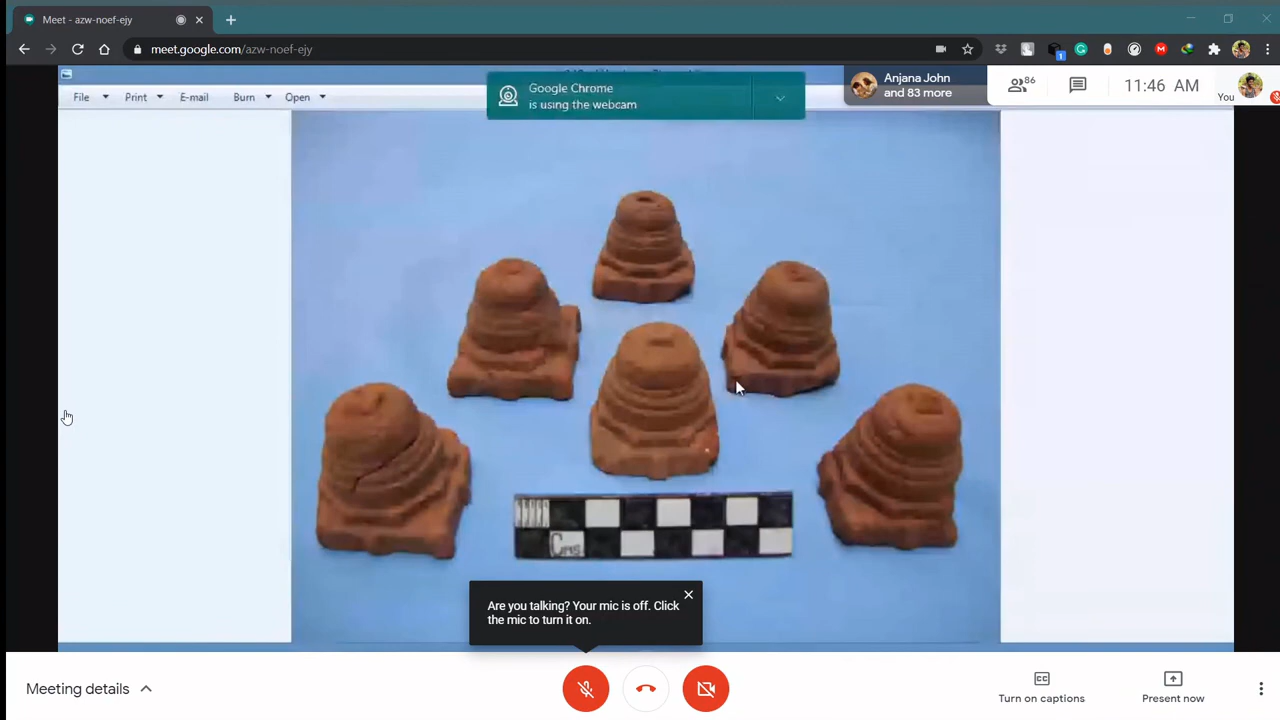 Meet - azw-noef-ejy
meet.google.com/azw-noef-ejy
1
File
Print
E-mail
Burn
Open
Google Chrome
is using the webcam
Anjana John
and 83 more
86
11:46 AM
You
Cms
Are you talking? Your mic is off. Click
the mic to turn it on.
Meeting details
Turn on captions
Present now